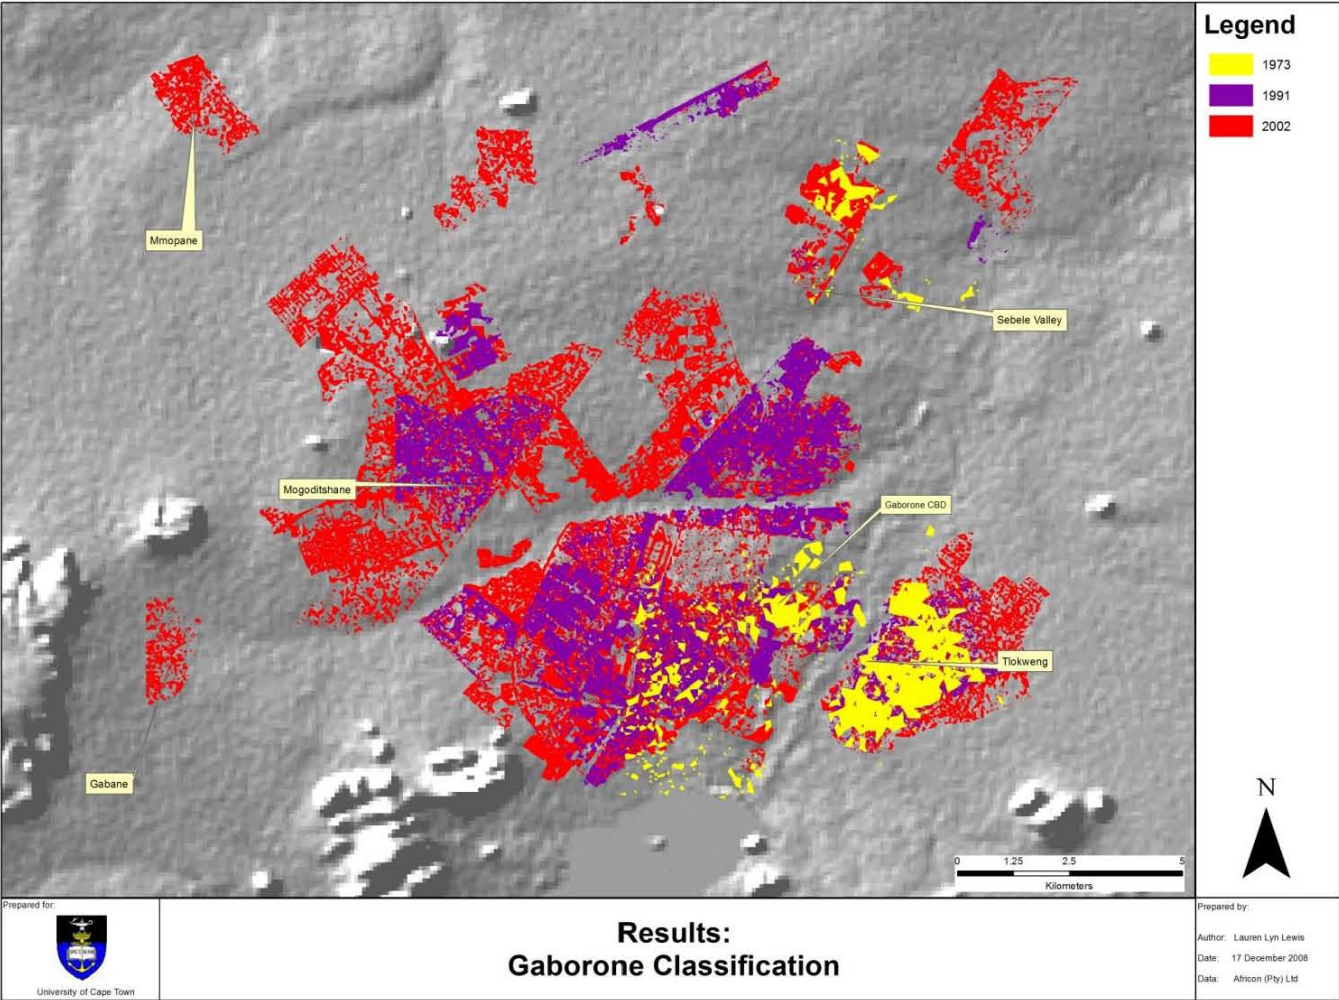 Legend
1973
1991
2002
Mmopane
Sebele Valley
Mogoditshane
Gaborone CBD
Tlokweng
Gabane
N
0 1.25 2.5 5
Kilometers
Prepared for:
University of Cape Town
Results:
Gaborone Classification
Prepared by:
Author: Lauren Lyn Lewis
Date: 17 December 2008
Data: Africon (Pty) Ltd